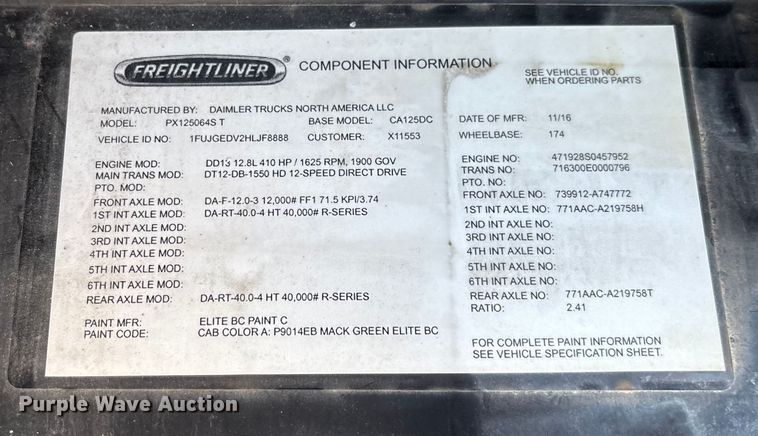 FREIGHTLINER® COMPONENT INFORMATION
SEE VEHICLE ID NO.
WHEN ORDERING PARTS
MANUFACTURED BY: DAIMLER TRUCKS NORTH AMERICA LLC
MODEL: PX125064S T BASE MODEL: CA125DC DATE OF MFR: 11/16
VEHICLE ID NO: 1FUJGEDV2HLJF8888 CUSTOMER: X11553 WHEELBASE: 174
ENGINE MOD: DD13 12.8L 410 HP / 1625 RPM, 1900 GOV ENGINE NO: 471928S0457952
MAIN TRANS MOD: DT12-DB-1550 HD 12-SPEED DIRECT DRIVE TRANS NO: 716300E0000796
PTO. MOD: PTO. NO:
FRONT AXLE MOD: DA-F-12.0-3 12,000# FF1 71.5 KPI/3.74 FRONT AXLE NO: 739912-A747772
1ST INT AXLE MOD: DA-RT-40.0-4 HT 40,000# R-SERIES 1ST INT AXLE NO: 771AAC-A219758H
2ND INT AXLE MOD: 2ND INT AXLE NO:
3RD INT AXLE MOD: 3RD INT AXLE NO:
4TH INT AXLE MOD: 4TH INT AXLE NO:
5TH INT AXLE MOD: 5TH INT AXLE NO:
6TH INT AXLE MOD: 6TH INT AXLE NO:
REAR AXLE MOD: DA-RT-40.0-4 HT 40,000# R-SERIES REAR AXLE NO: 771AAC-A219758T
RATIO: 2.41
PAINT MFR: ELITE BC PAINT C
PAINT CODE: CAB COLOR A: P9014EB MACK GREEN ELITE BC
FOR COMPLETE PAINT INFORMATION
SEE VEHICLE SPECIFICATION SHEET.
Purple Wave Auction